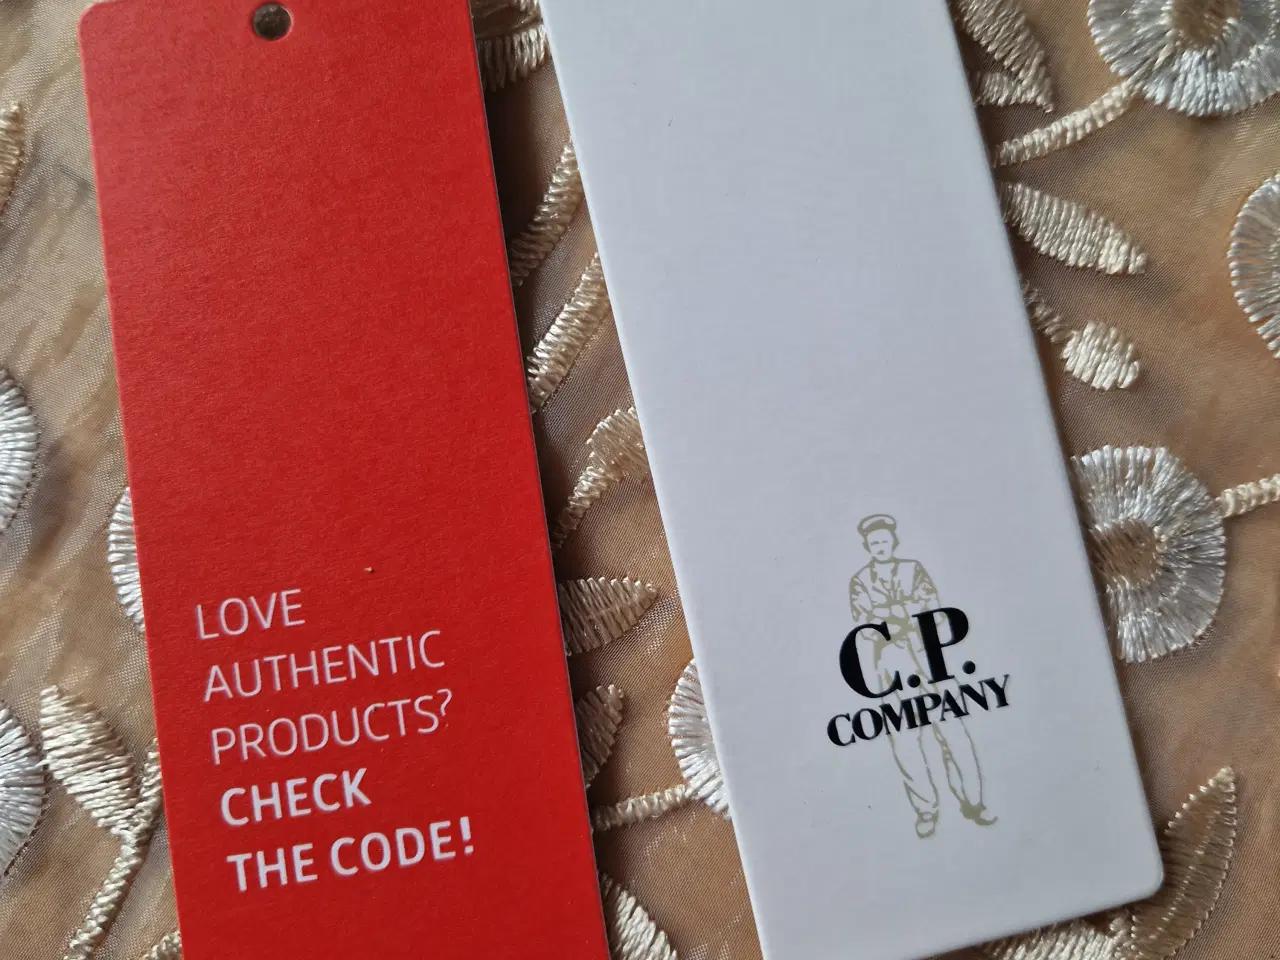 LOVE
AUTHENTIC
PRODUCTS?
CHECK
THE CODE!
C.P.
COMPANY